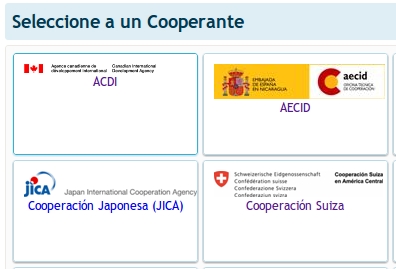 Seleccione a un Cooperante
Agence canadienne de développement international
Canadian International Development Agency
ACDI
EMBAJADA DE ESPAÑA EN NICARAGUA
aecid
OFICINA TÉCNICA DE COOPERACIÓN
AECID
JICA
Japan International Cooperation Agency
Cooperación Japonesa (JICA)
Schweizerische Eidgenossenschaft
Confédération suisse
Confederazione Svizzera
Confederaziun svizra
Cooperación Suiza
en América Central
Cooperación Suiza